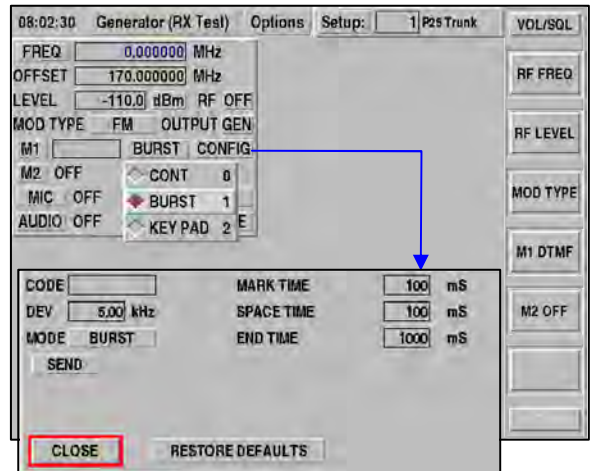 08:02:30 Generator (RX Test) Options Setup: 1 P25 Trunk
FREQ 0.000000 MHz
OFFSET 170.000000 MHz
LEVEL -110.0 dBm RF OFF
MOD TYPE FM OUTPUT GEN
M1 BURST CONFIG
M2 OFF CONT 0
MIC OFF BURST 1
AUDIO OFF KEY PAD 2 E
VOL/SQL
RF FREQ
RF LEVEL
MOD TYPE
M1 DTMF
M2 OFF
CODE MARK TIME 100 mS
DEV 5.00 kHz SPACE TIME 100 mS
MODE BURST END TIME 1000 mS
SEND
CLOSE RESTORE DEFAULTS